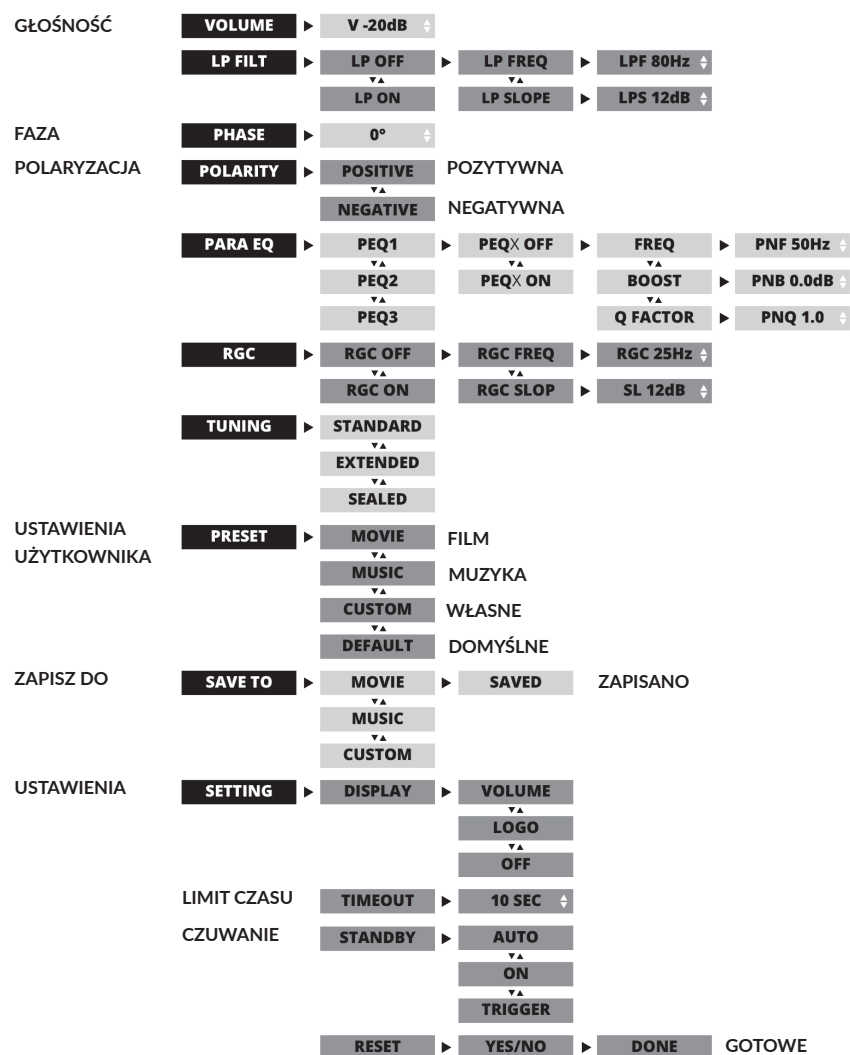 GŁOŚNOŚĆ VOLUME V -20dB
LP FILT LP OFF LP FREQ LPF 80Hz
LP ON LP SLOPE LPS 12dB
FAZA PHASE 0°
POLARYZACJA POLARITY POSITIVE POZYTYWNA
NEGATIVE NEGATYWNA
PARA EQ PEQ1 PEQX OFF FREQ PNF 50Hz
PEQ2 PEQX ON BOOST PNB 0.0dB
PEQ3 Q FACTOR PNQ 1.0
RGC RGC OFF RGC FREQ RGC 25Hz
RGC ON RGC SLOP SL 12dB
TUNING STANDARD
EXTENDED
SEALED
USTAWIENIA UŻYTKOWNIKA PRESET MOVIE FILM
MUSIC MUZYKA
CUSTOM WŁASNE
DEFAULT DOMYŚLNE
ZAPISZ DO SAVE TO MOVIE SAVED ZAPISANO
MUSIC
CUSTOM
USTAWIENIA SETTING DISPLAY VOLUME
LOGO
OFF
LIMIT CZASU TIMEOUT 10 SEC
CZUWANIE STANDBY AUTO
ON
TRIGGER
RESET YES/NO DONE GOTOWE